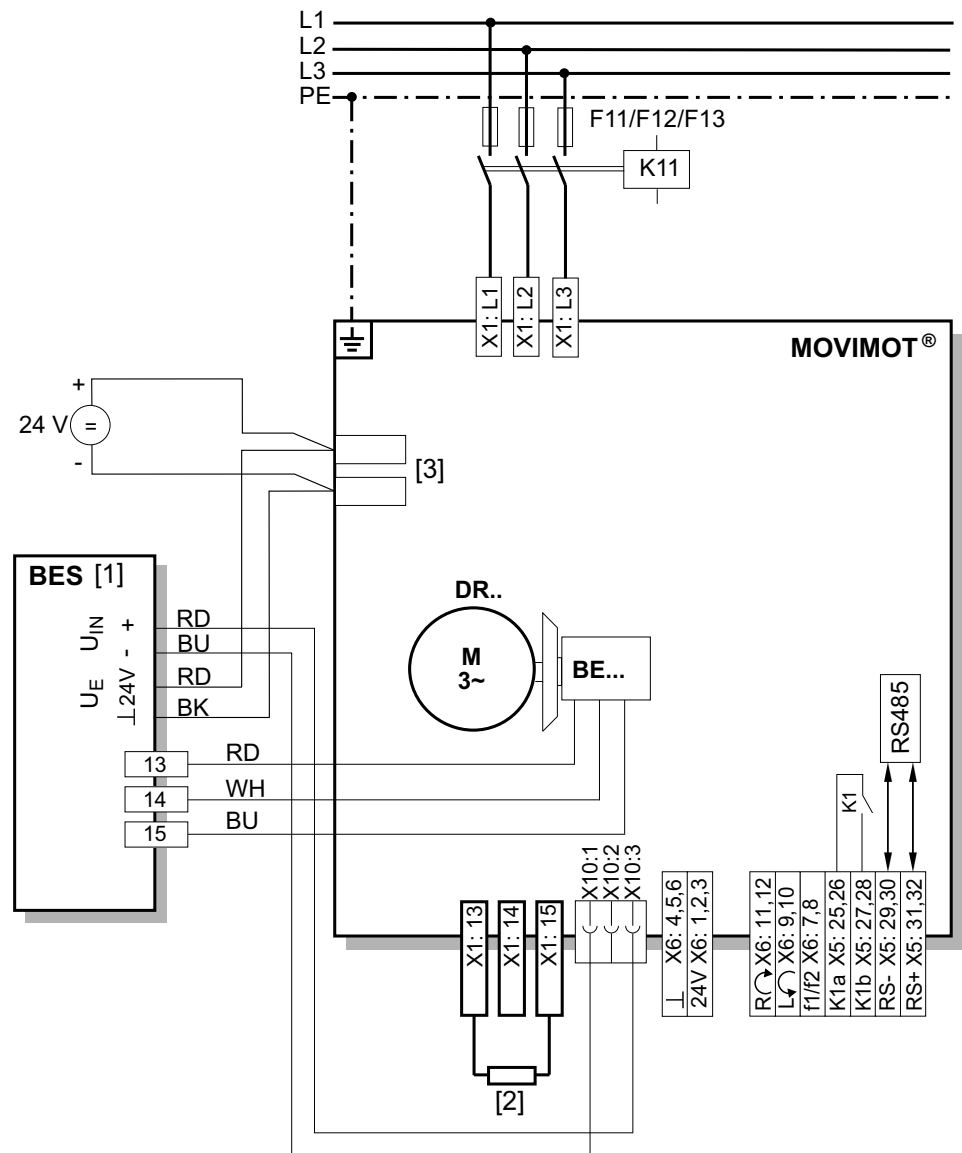 L1
L2
L3
PE
F11/F12/F13
K11
X1: L1
X1: L2
X1: L3
MOVIMOT®
+
24 V
=
-
[3]
BES [1]
UIN
+
-
UE
⊥24V
RD
BU
RD
BK
13
RD
14
WH
15
BU
DR..
M
3~
BE...
RS485
K1
X10:1
X10:2
X10:3
X1: 13
X1: 14
X1: 15
⊥ X6: 4,5,6
24V X6: 1,2,3
R X6: 11,12
L X6: 9,10
f1/f2 X6: 7,8
K1a X5: 25,26
K1b X5: 27,28
RS- X5: 29,30
RS+ X5: 31,32
[2]